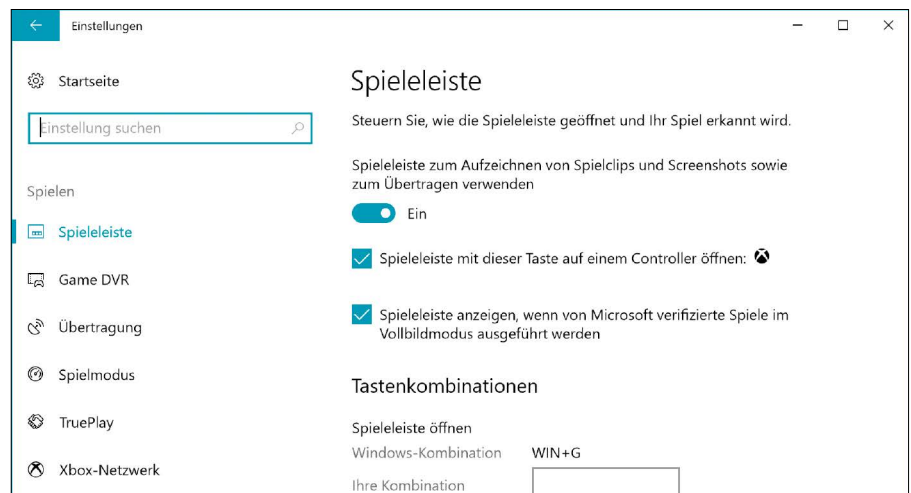 Einstellungen
Startseite
Einstellung suchen
Spielen
Spieleleiste
Game DVR
Übertragung
Spielmodus
TruePlay
Xbox-Netzwerk
Spieleleiste
Steuern Sie, wie die Spieleleiste geöffnet und Ihr Spiel erkannt wird.
Spieleleiste zum Aufzeichnen von Spielclips und Screenshots sowie
zum Übertragen verwenden
Ein
Spieleleiste mit dieser Taste auf einem Controller öffnen:
Spieleleiste anzeigen, wenn von Microsoft verifizierte Spiele im
Vollbildmodus ausgeführt werden
Tastenkombinationen
Spieleleiste öffnen
Windows-Kombination WIN+G
Ihre Kombination